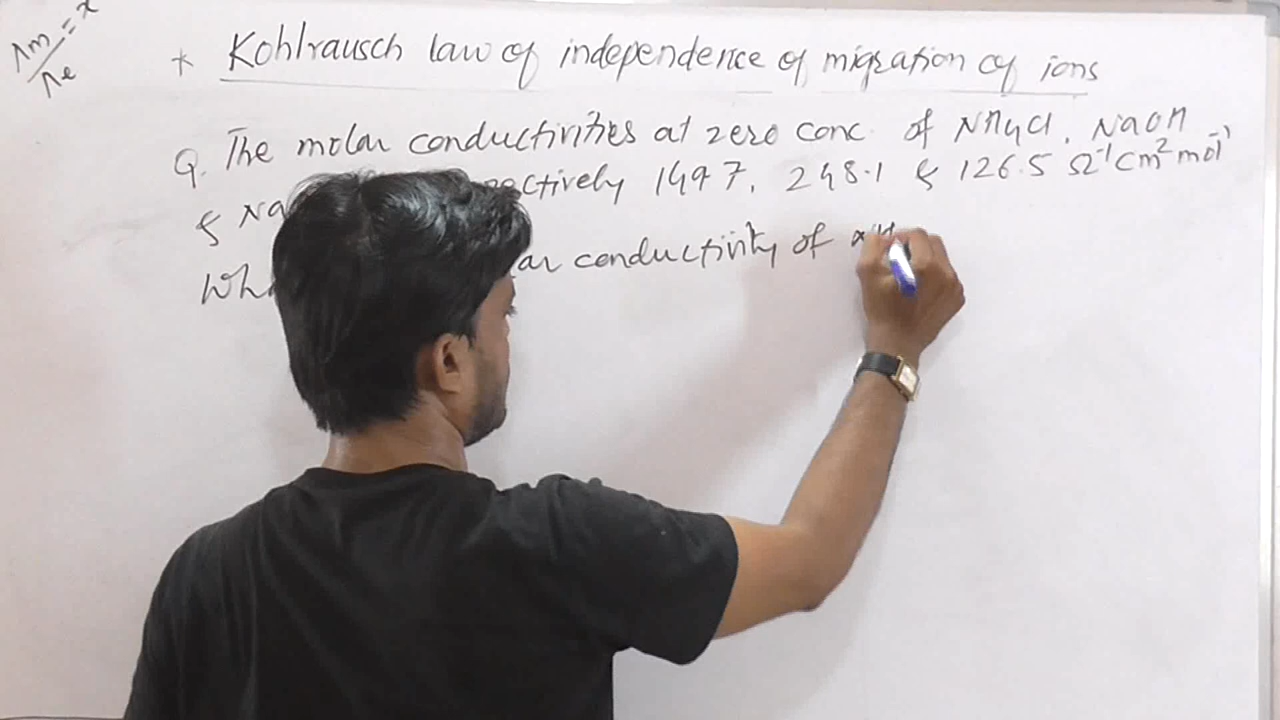 Λm/Λe = x
* Kohlrausch law of independence of migration of ions
Q. The molar conductivities at zero conc. of NH4Cl, NaOH
& Na ectively 149.7, 248.1 & 126.5 Ω⁻¹cm²mol⁻¹
Wh ar conductivity of